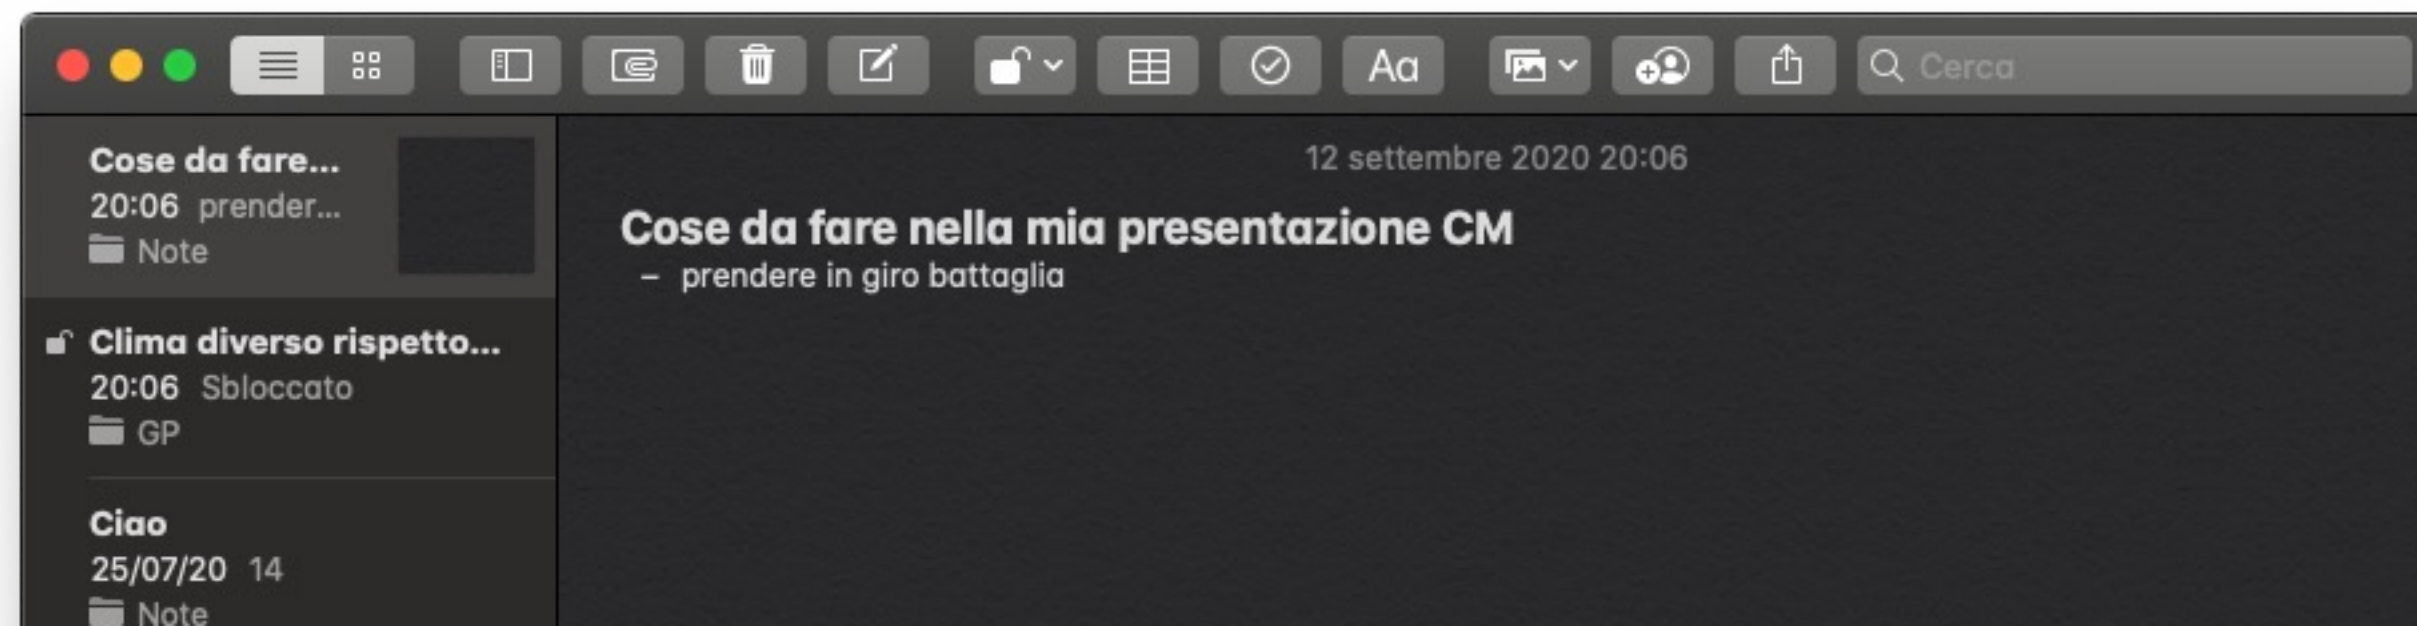 Aa
Cerca
Cose da fare...
20:06 prender...
Note
Clima diverso rispetto...
20:06 Sbloccato
GP
Ciao
25/07/20 14
Note
12 settembre 2020 20:06
Cose da fare nella mia presentazione CM
– prendere in giro battaglia